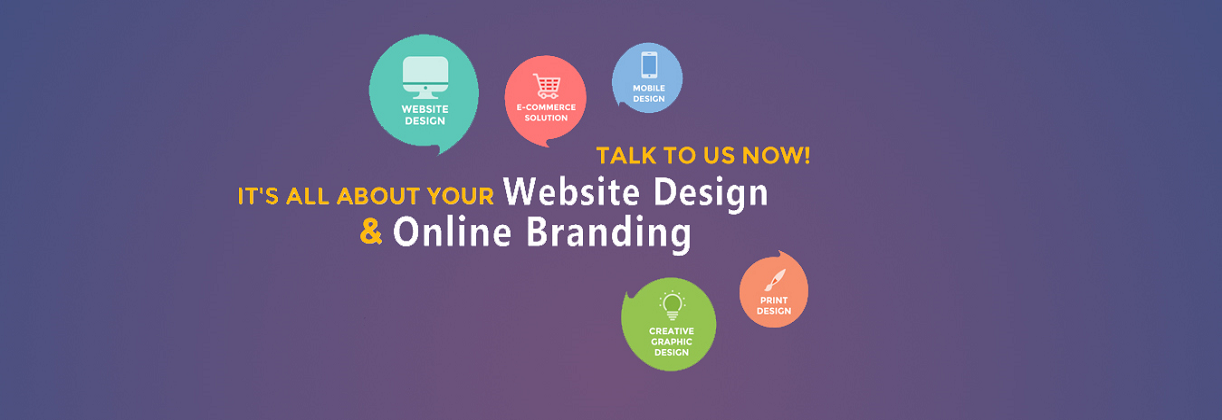 WEBSITE
DESIGN
E-COMMERCE
SOLUTION
MOBILE
DESIGN
TALK TO US NOW!
IT'S ALL ABOUT YOUR Website Design
& Online Branding
CREATIVE
GRAPHIC
DESIGN
PRINT
DESIGN